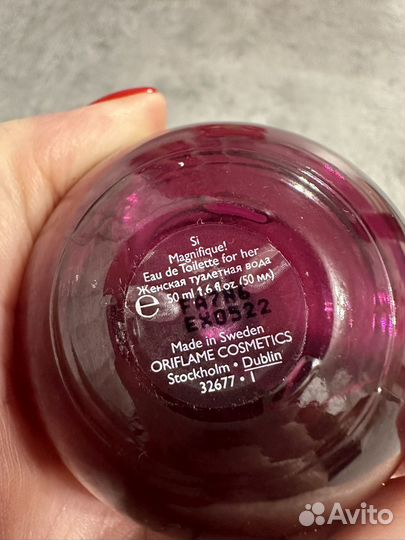 Si
Magnifique!
Eau de Toilette for her
Женская туалетная вода
e 50 ml 1.6 fl oz (50 мл)
FA7N6
EX0522
Made in Sweden
ORIFLAME COSMETICS
Stockholm • Dublin
32677 • 1
Avito